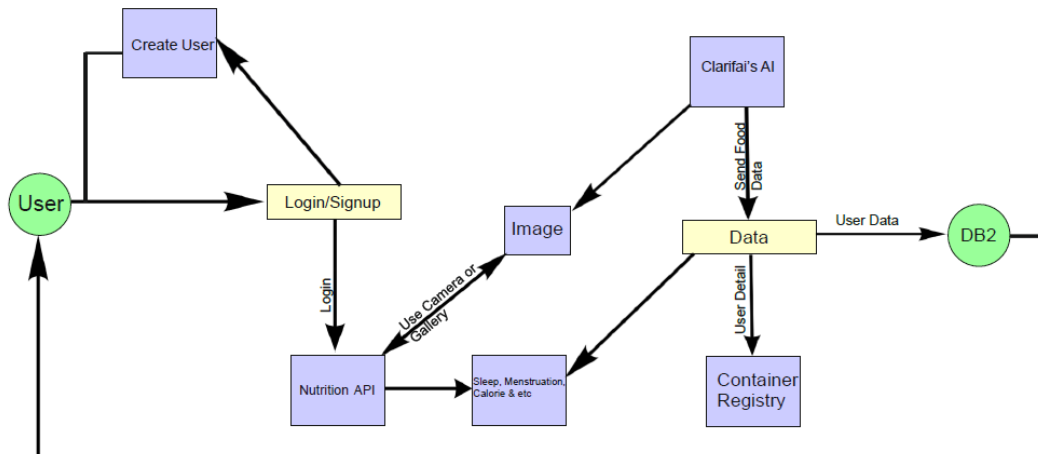 Create User
Clarifai's AI
Send Food
Data
User
Login/Signup
Image
Data
User Data
DB2
Login
Use Camera or
Gallery
User Detail
Nutrition API
Sleep, Menstruation,
Calorie & etc
Container
Registry